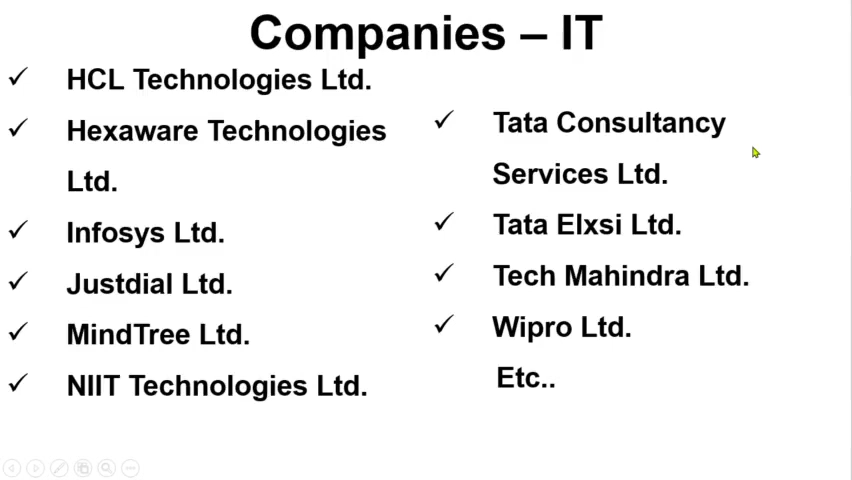 Companies – IT
✓ HCL Technologies Ltd.
✓ Hexaware Technologies
Ltd.
✓ Infosys Ltd.
✓ Justdial Ltd.
✓ MindTree Ltd.
✓ NIIT Technologies Ltd.
✓ Tata Consultancy
Services Ltd.
✓ Tata Elxsi Ltd.
✓ Tech Mahindra Ltd.
✓ Wipro Ltd.
Etc..